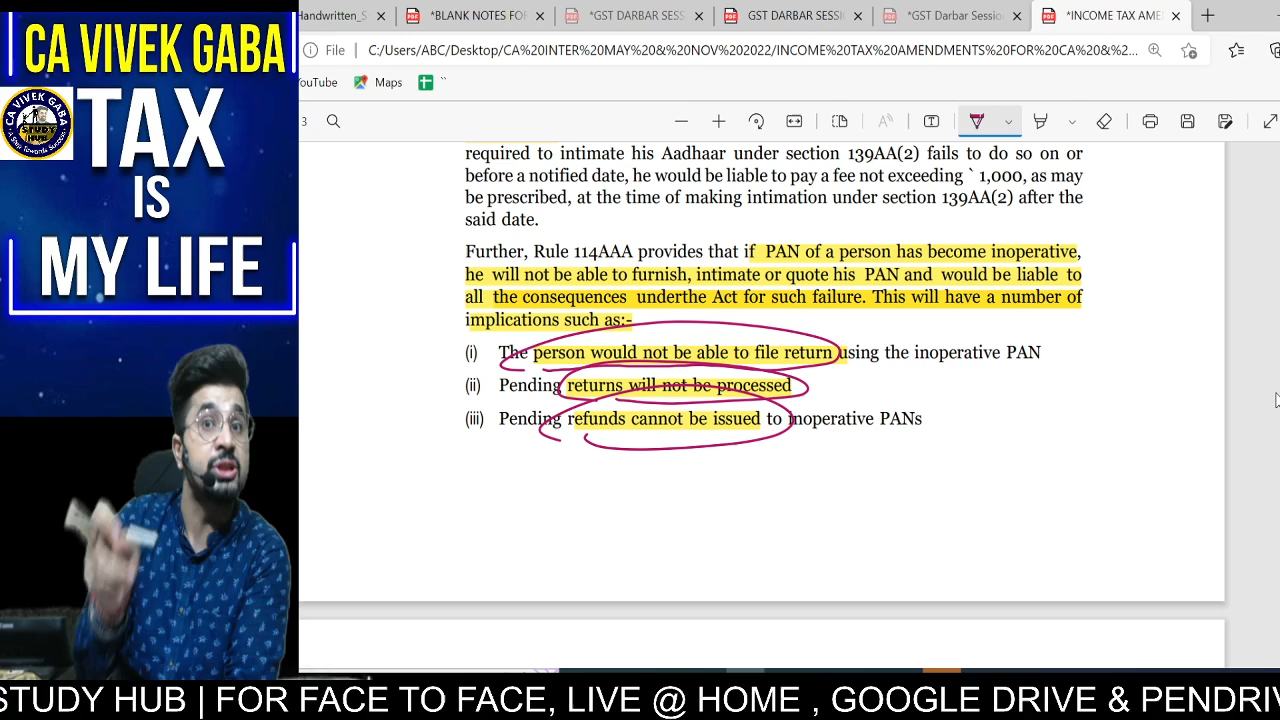 CA VIVEK GABA
TAX
IS
MY LIFE
CA VIVEK GABA
STUDY
HUB
Handwritten_S
*BLANK NOTES FO
*GST DARBAR SES
GST DARBAR SESS
*GST Darbar Sessi
*INCOME TAX AME
File
C:/Users/ABC/Desktop/CA%20INTER%20MAY%20&%20NOV%202022/INCOME%20TAX%20AMENDMENTS%20FOR%20CA%20&%2...
YouTube
Maps
``
3
required to intimate his Aadhaar under section 139AA(2) fails to do so on or
before a notified date, he would be liable to pay a fee not exceeding ` 1,000, as may
be prescribed, at the time of making intimation under section 139AA(2) after the
said date.
Further, Rule 114AAA provides that if PAN of a person has become inoperative,
he will not be able to furnish, intimate or quote his PAN and would be liable to
all the consequences underthe Act for such failure. This will have a number of
implications such as:-
(i) The person would not be able to file return using the inoperative PAN
(ii) Pending returns will not be processed
(iii) Pending refunds cannot be issued to inoperative PANs
STUDY HUB | FOR FACE TO FACE, LIVE @ HOME , GOOGLE DRIVE & PENDRIV